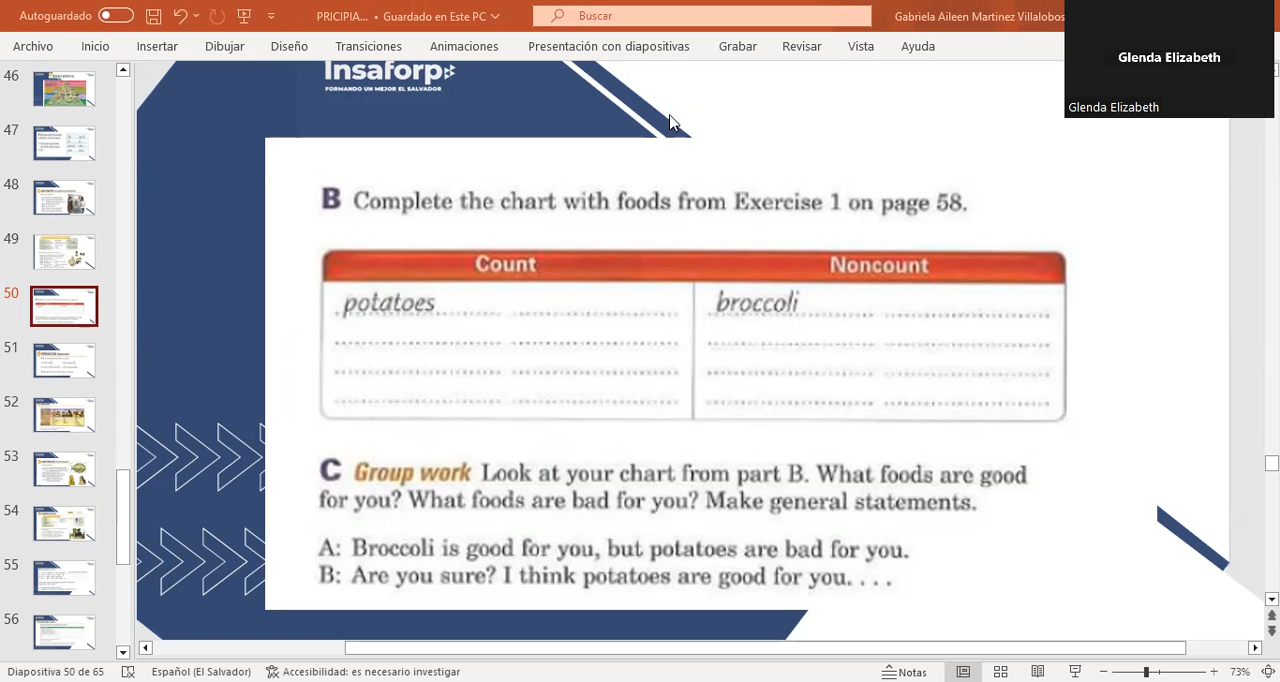 Autoguardado
PRICIPIA... • Guardado en Este PC
Buscar
Gabriela Aileen Martinez Villalobos
Archivo Inicio Insertar Dibujar Diseño Transiciones Animaciones Presentación con diapositivas Grabar Revisar Vista Ayuda
Glenda Elizabeth
Glenda Elizabeth
46
47
48
49
50
51
52
53
54
55
56
Insaforp
FORMANDO UN MEJOR EL SALVADOR
B Complete the chart with foods from Exercise 1 on page 58.
Count Noncount
potatoes broccoli
C Group work Look at your chart from part B. What foods are good
for you? What foods are bad for you? Make general statements.
A: Broccoli is good for you, but potatoes are bad for you.
B: Are you sure? I think potatoes are good for you. . . .
Diapositiva 50 de 65 Español (El Salvador) Accesibilidad: es necesario investigar Notas 73%